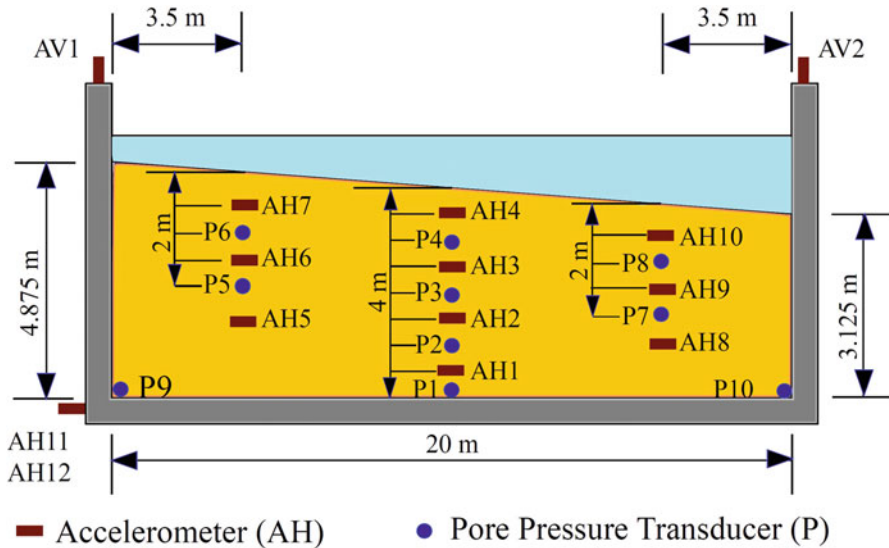 3.5 m 3.5 m
AV1 AV2
AH7 AH4
P6 P4 AH10
2 m AH6 AH3 2 m P8
P5 P3 AH9
4.875 m AH5 4 m AH2 P7 3.125 m
P2 AH8
AH1
P9 P1 P10
AH11
AH12
20 m
Accelerometer (AH) Pore Pressure Transducer (P)